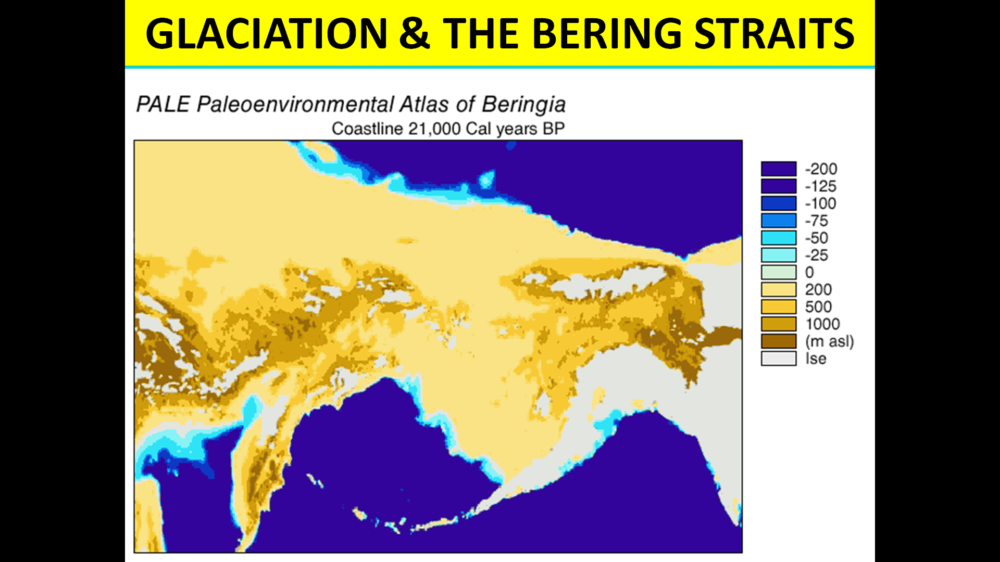 GLACIATION & THE BERING STRAITS
PALE Paleoenvironmental Atlas of Beringia
Coastline 21,000 Cal years BP
-200
-125
-100
-75
-50
-25
0
200
500
1000
(m asl)
Ise